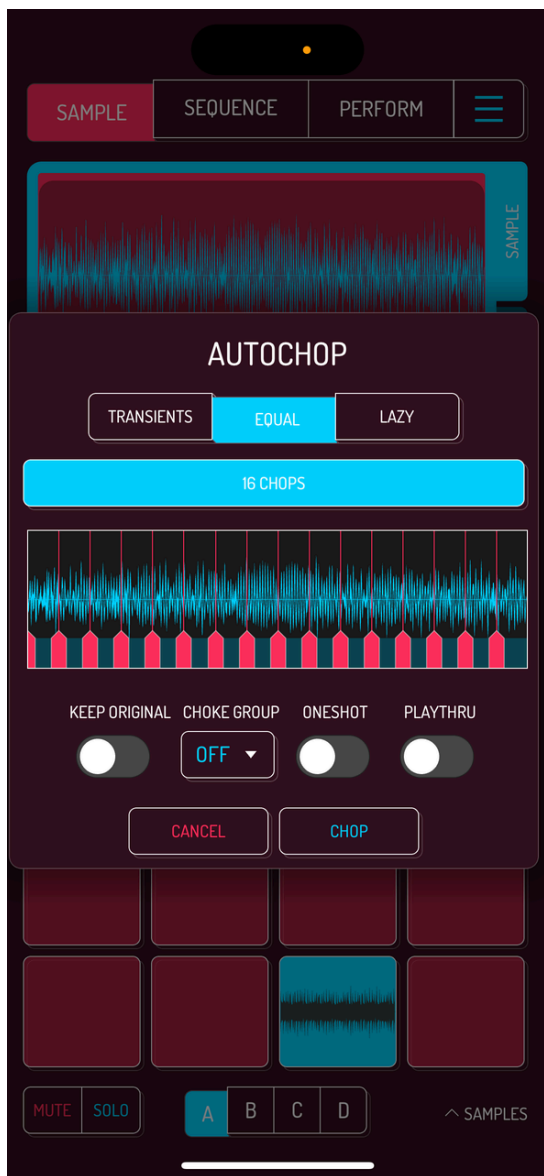 SAMPLE SEQUENCE PERFORM
SAMPLE
AUTOCHOP
TRANSIENTS EQUAL LAZY
16 CHOPS
KEEP ORIGINAL CHOKE GROUP ONESHOT PLAYTHRU
OFF
CANCEL CHOP
MUTE SOLO A B C D SAMPLES